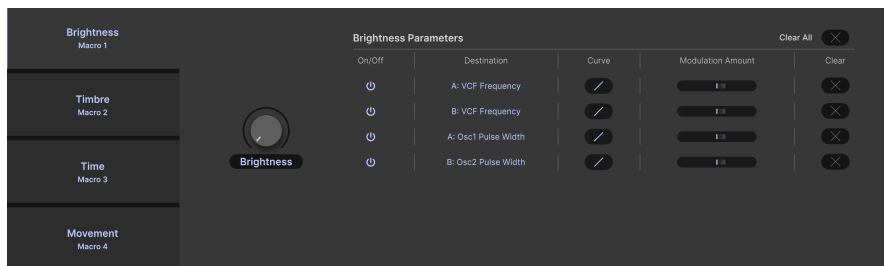 Brightness
Macro 1
Timbre
Macro 2
Time
Macro 3
Movement
Macro 4
Brightness
Brightness Parameters
Clear All
On/Off Destination Curve Modulation Amount Clear
A: VCF Frequency
B: VCF Frequency
A: Osc1 Pulse Width
B: Osc2 Pulse Width